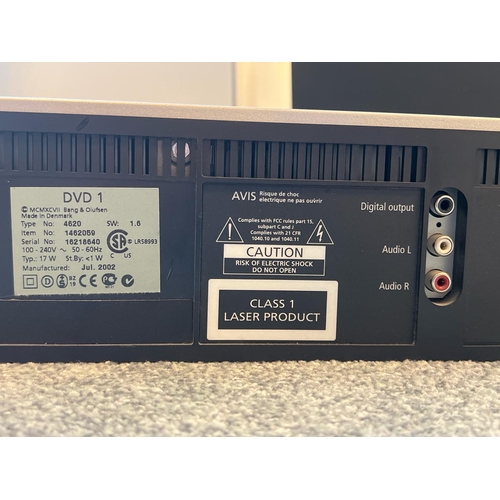 DVD 1
© MCMXCVII Bang & Olufsen
Made in Denmark
Type No: 4620 SW: 1.6
Item No: 1462059
Serial No: 16218640
LR58993
100 - 240V ~ 50 - 60Hz
Typ.: 17 W St.By: <1 W
Manufactured: Jul. 2002
C US
AVIS Risque de choc
electrique ne pas ouvrir
Complies with FCC rules part 15,
subpart C and J
Complies with 21 CFR
1040.10 and 1040.11
CAUTION
RISK OF ELECTRIC SHOCK
DO NOT OPEN
CLASS 1
LASER PRODUCT
Digital output
Audio L
Audio R